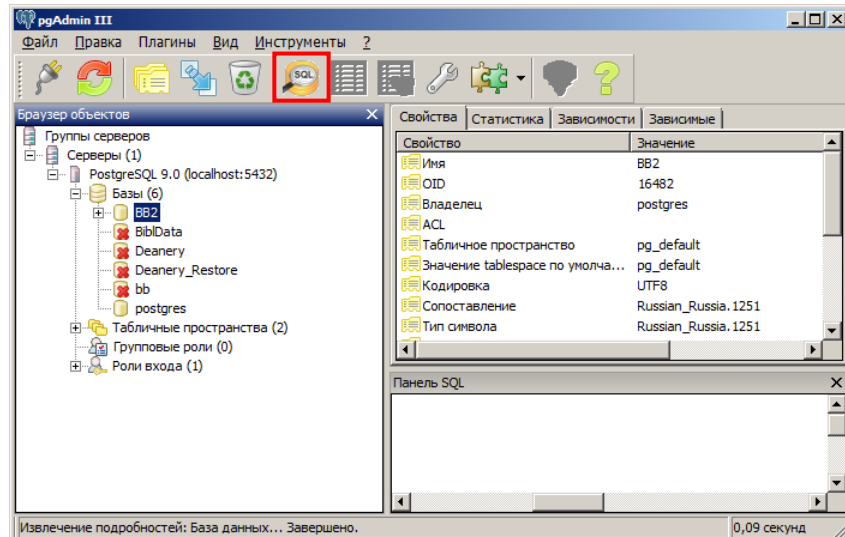 pgAdmin III
Файл Правка Плагины Вид Инструменты ?
SQL
Браузер объектов
Группы серверов
Серверы (1)
PostgreSQL 9.0 (localhost:5432)
Базы (6)
BB2
BiblData
Deanery
Deanery_Restore
bb
postgres
Табличные пространства (2)
Групповые роли (0)
Роли входа (1)
Свойства Статистика Зависимости Зависимые
Свойство Значение
Имя BB2
OID 16482
Владелец postgres
ACL
Табличное пространство pg_default
Значение tablespace по умолча... pg_default
Кодировка UTF8
Сопоставление Russian_Russia.1251
Тип символа Russian_Russia.1251
Панель SQL
Извлечение подробностей: База данных... Завершено. 0,09 секунд